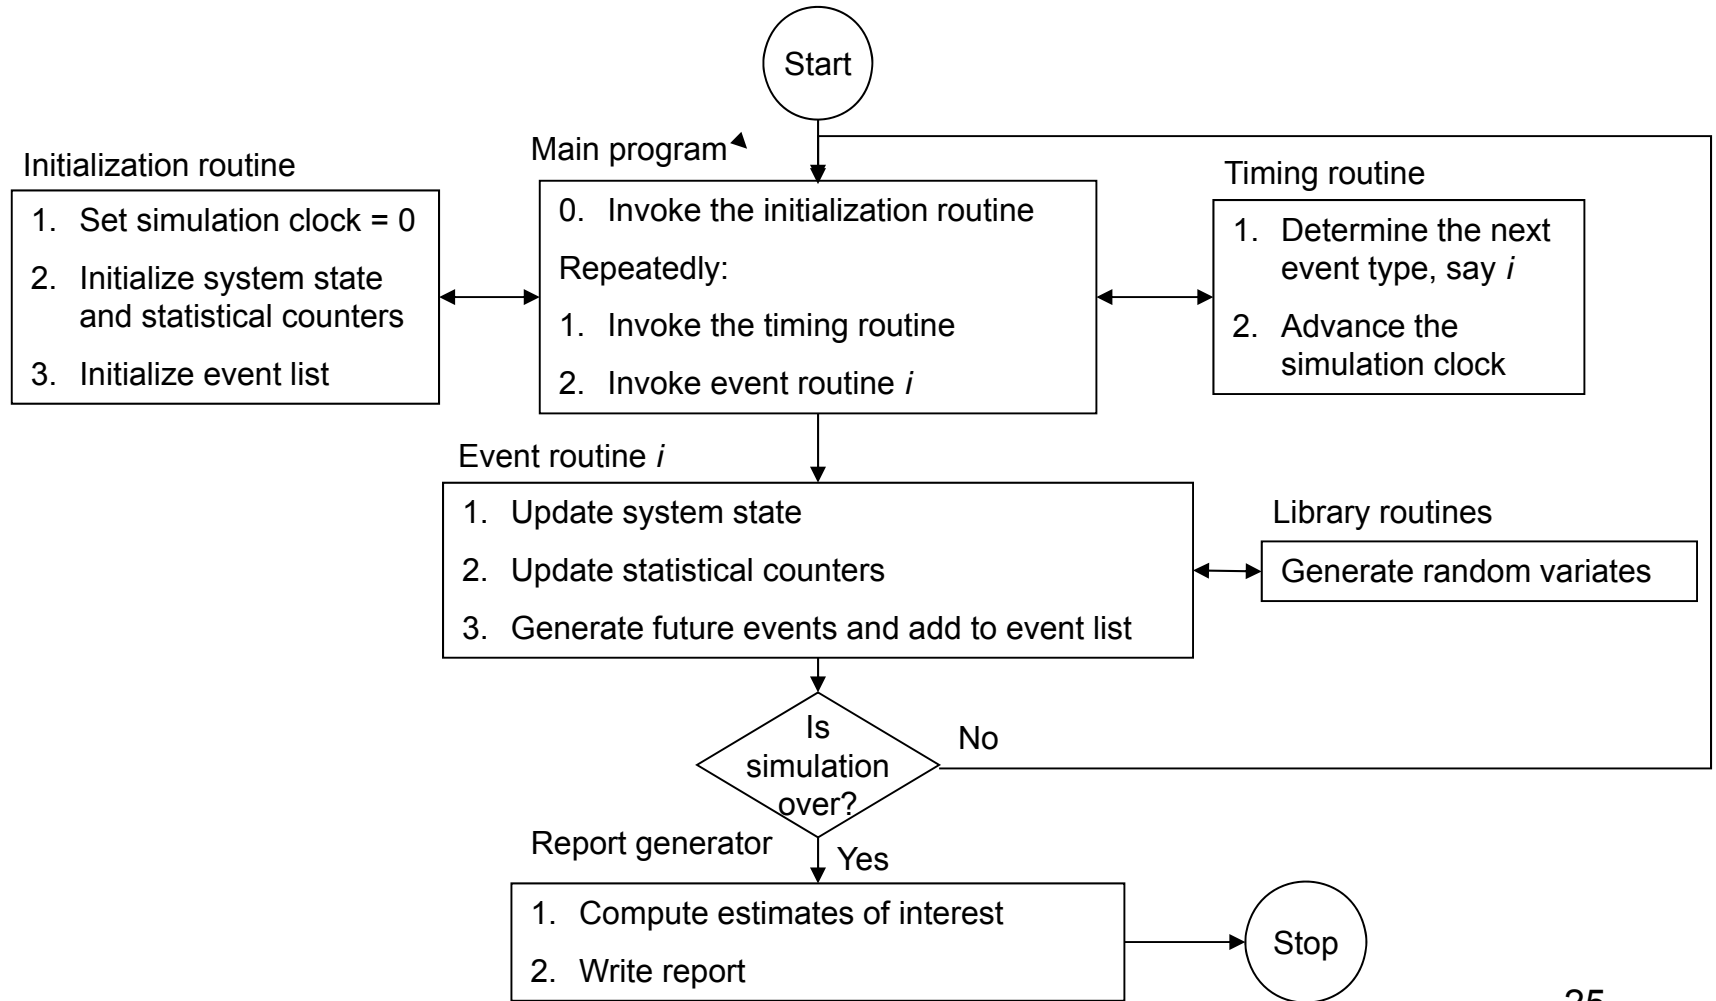 Start
Main program
Initialization routine
1. Set simulation clock = 0
2. Initialize system state
and statistical counters
3. Initialize event list
0. Invoke the initialization routine
Repeatedly:
1. Invoke the timing routine
2. Invoke event routine i
Timing routine
1. Determine the next
event type, say i
2. Advance the
simulation clock
Event routine i
1. Update system state
2. Update statistical counters
3. Generate future events and add to event list
Library routines
Generate random variates
Is
simulation
over?
No
Yes
Report generator
1. Compute estimates of interest
2. Write report
Stop
25